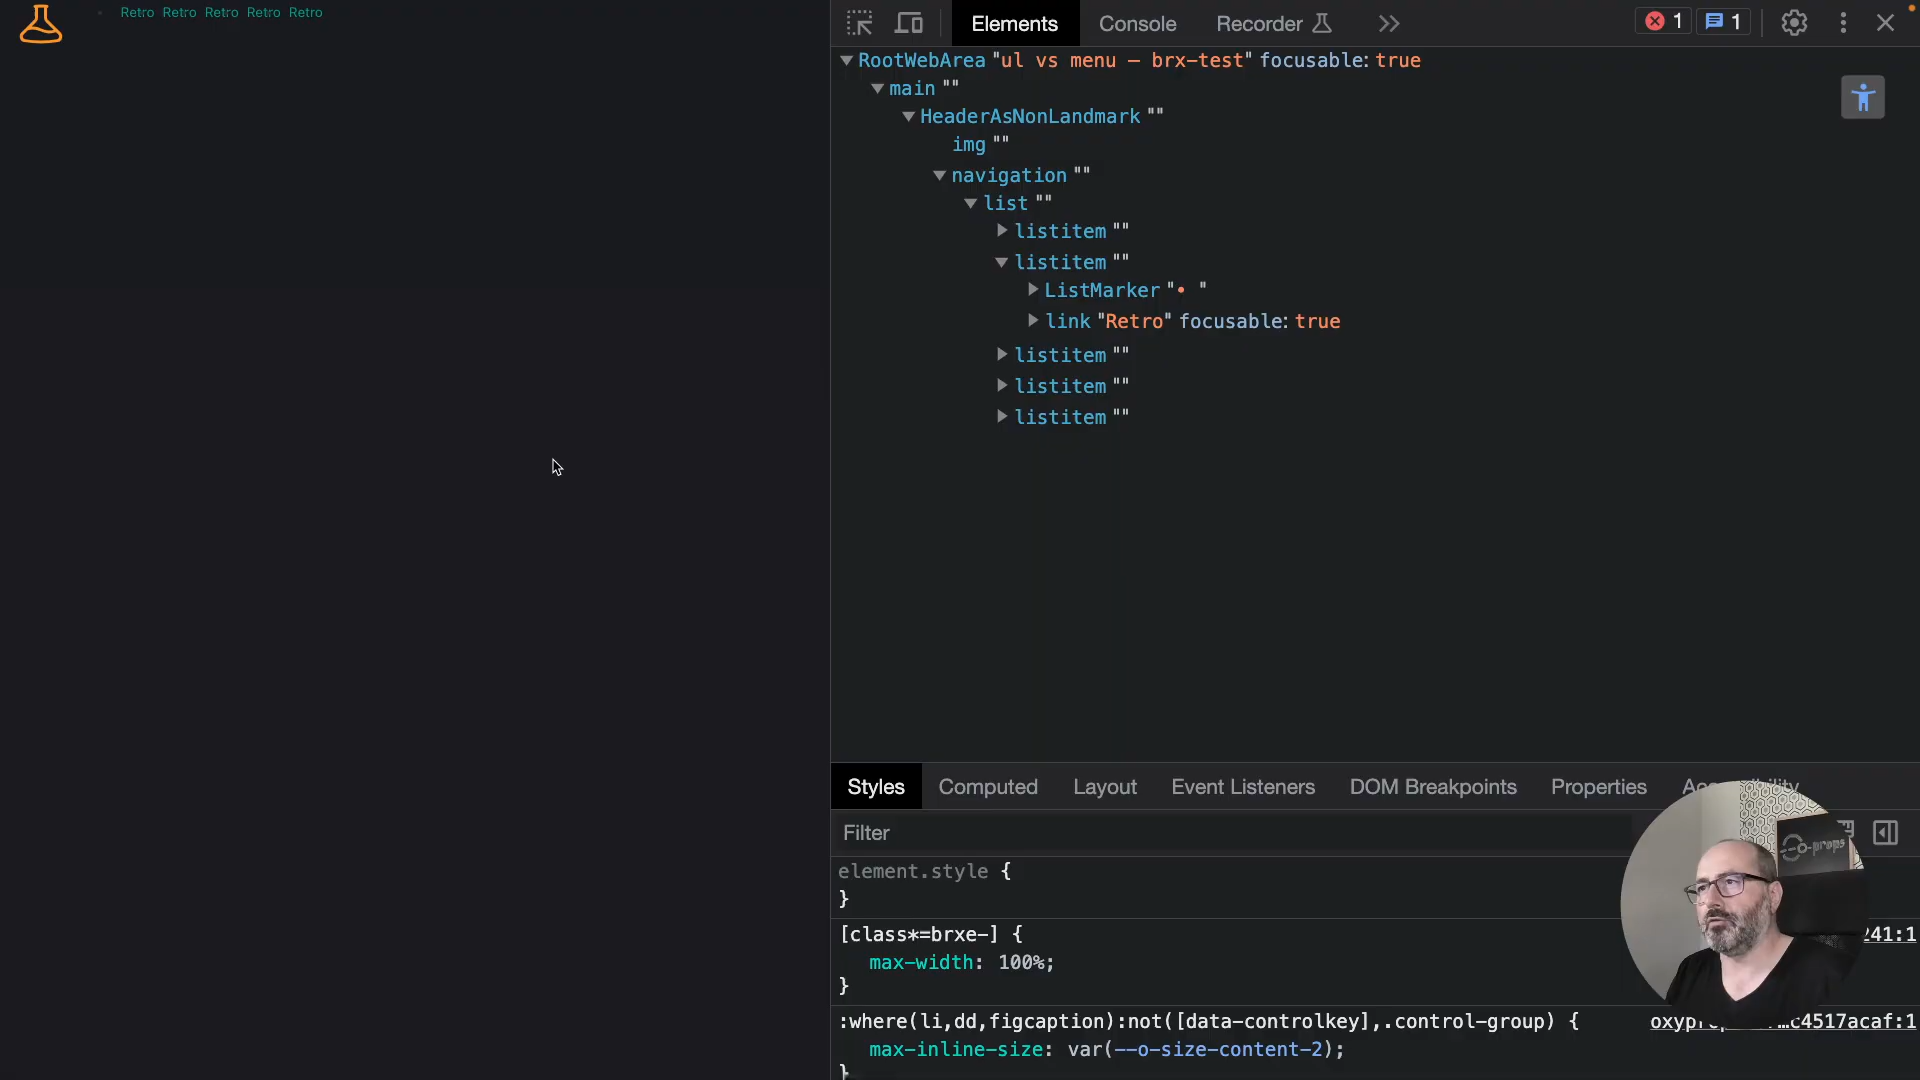 Retro Retro Retro Retro Retro
Elements Console Recorder 1 1
RootWebArea "ul vs menu – brx-test" focusable: true
main ""
HeaderAsNonLandmark ""
img ""
navigation ""
list ""
listitem ""
listitem ""
ListMarker "• "
link "Retro" focusable: true
listitem ""
listitem ""
listitem ""
Styles Computed Layout Event Listeners DOM Breakpoints Properties
Filter
--o-props
element.style {
}
[class*=brxe-] { 241:1
max-width: 100%;
}
:where(li,dd,figcaption):not([data-controlkey],.control-group) { …c4517acaf:1
max-inline-size: var(--o-size-content-2);
}